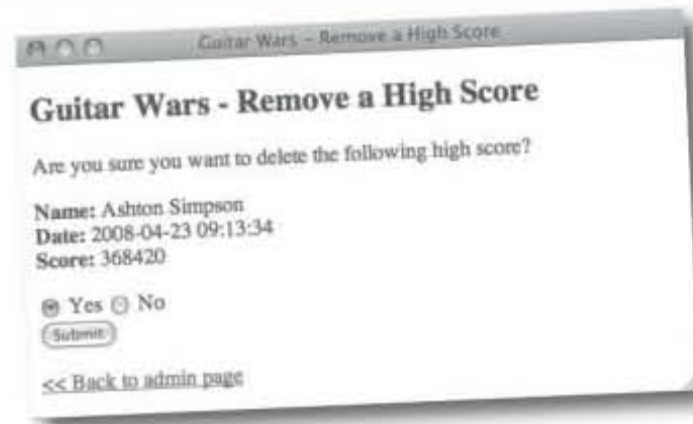 Guitar Wars - Remove a High Score
Guitar Wars - Remove a High Score
Are you sure you want to delete the following high score?
Name: Ashton Simpson
Date: 2008-04-23 09:13:34
Score: 368420
Yes No
Submit
<< Back to admin page